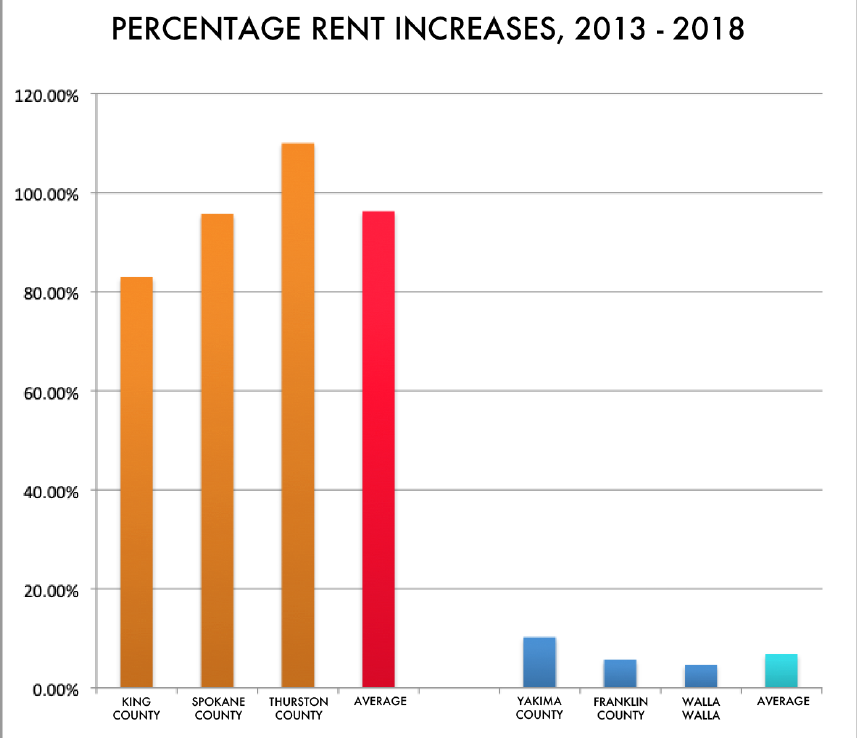 PERCENTAGE RENT INCREASES, 2013 - 2018
120.00%
100.00%
80.00%
60.00%
40.00%
20.00%
0.00%
KING
COUNTY
SPOKANE
COUNTY
THURSTON
COUNTY
AVERAGE
YAKIMA
COUNTY
FRANKLIN
COUNTY
WALLA
WALLA
AVERAGE